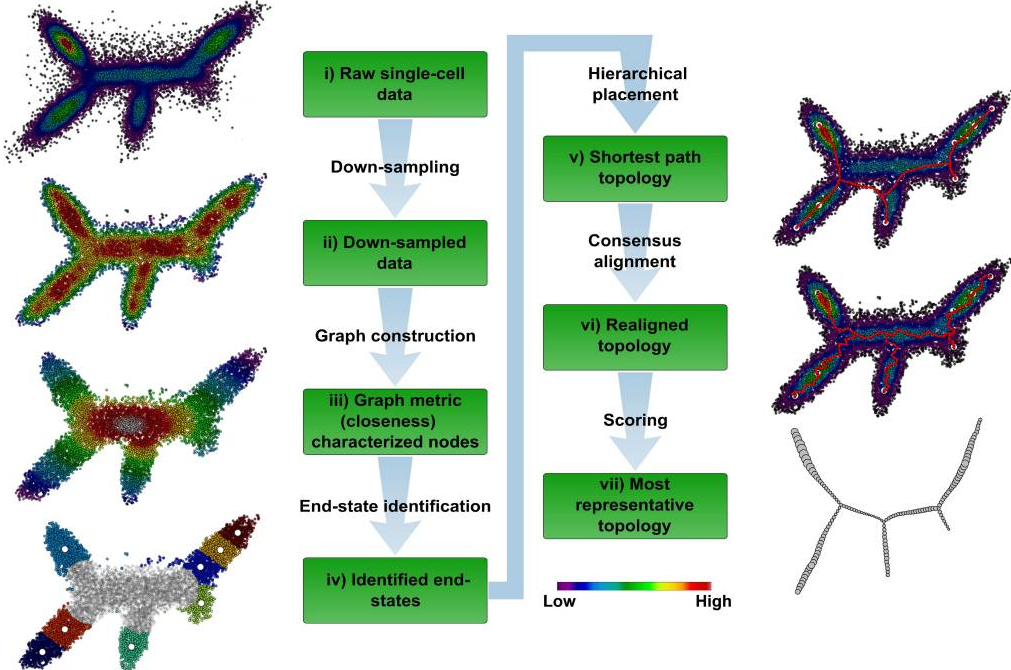 i) Raw single-cell
data
Down-sampling
ii) Down-sampled
data
Graph construction
iii) Graph metric
(closeness)
characterized nodes
End-state identification
iv) Identified end-
states
Hierarchical
placement
v) Shortest path
topology
Consensus
alignment
vi) Realigned
topology
Scoring
vii) Most
representative
topology
Low High